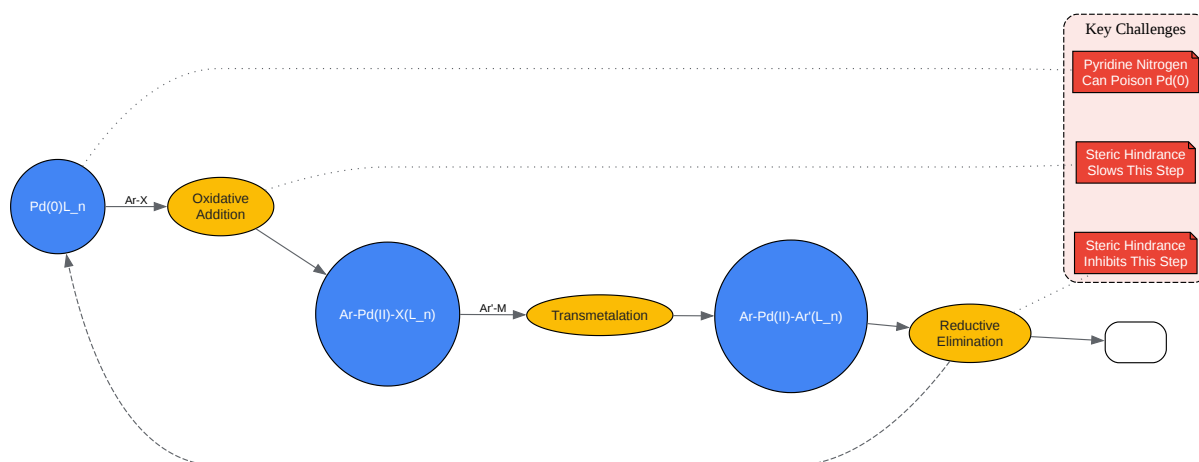 Key Challenges
Pyridine Nitrogen
Can Poison Pd(0)
Steric Hindrance
Slows This Step
Steric Hindrance
Inhibits This Step
Pd(0)L_n
Ar-X
Oxidative
Addition
Ar-Pd(II)-X(L_n)
Ar'-M
Transmetalation
Ar-Pd(II)-Ar'(L_n)
Reductive
Elimination